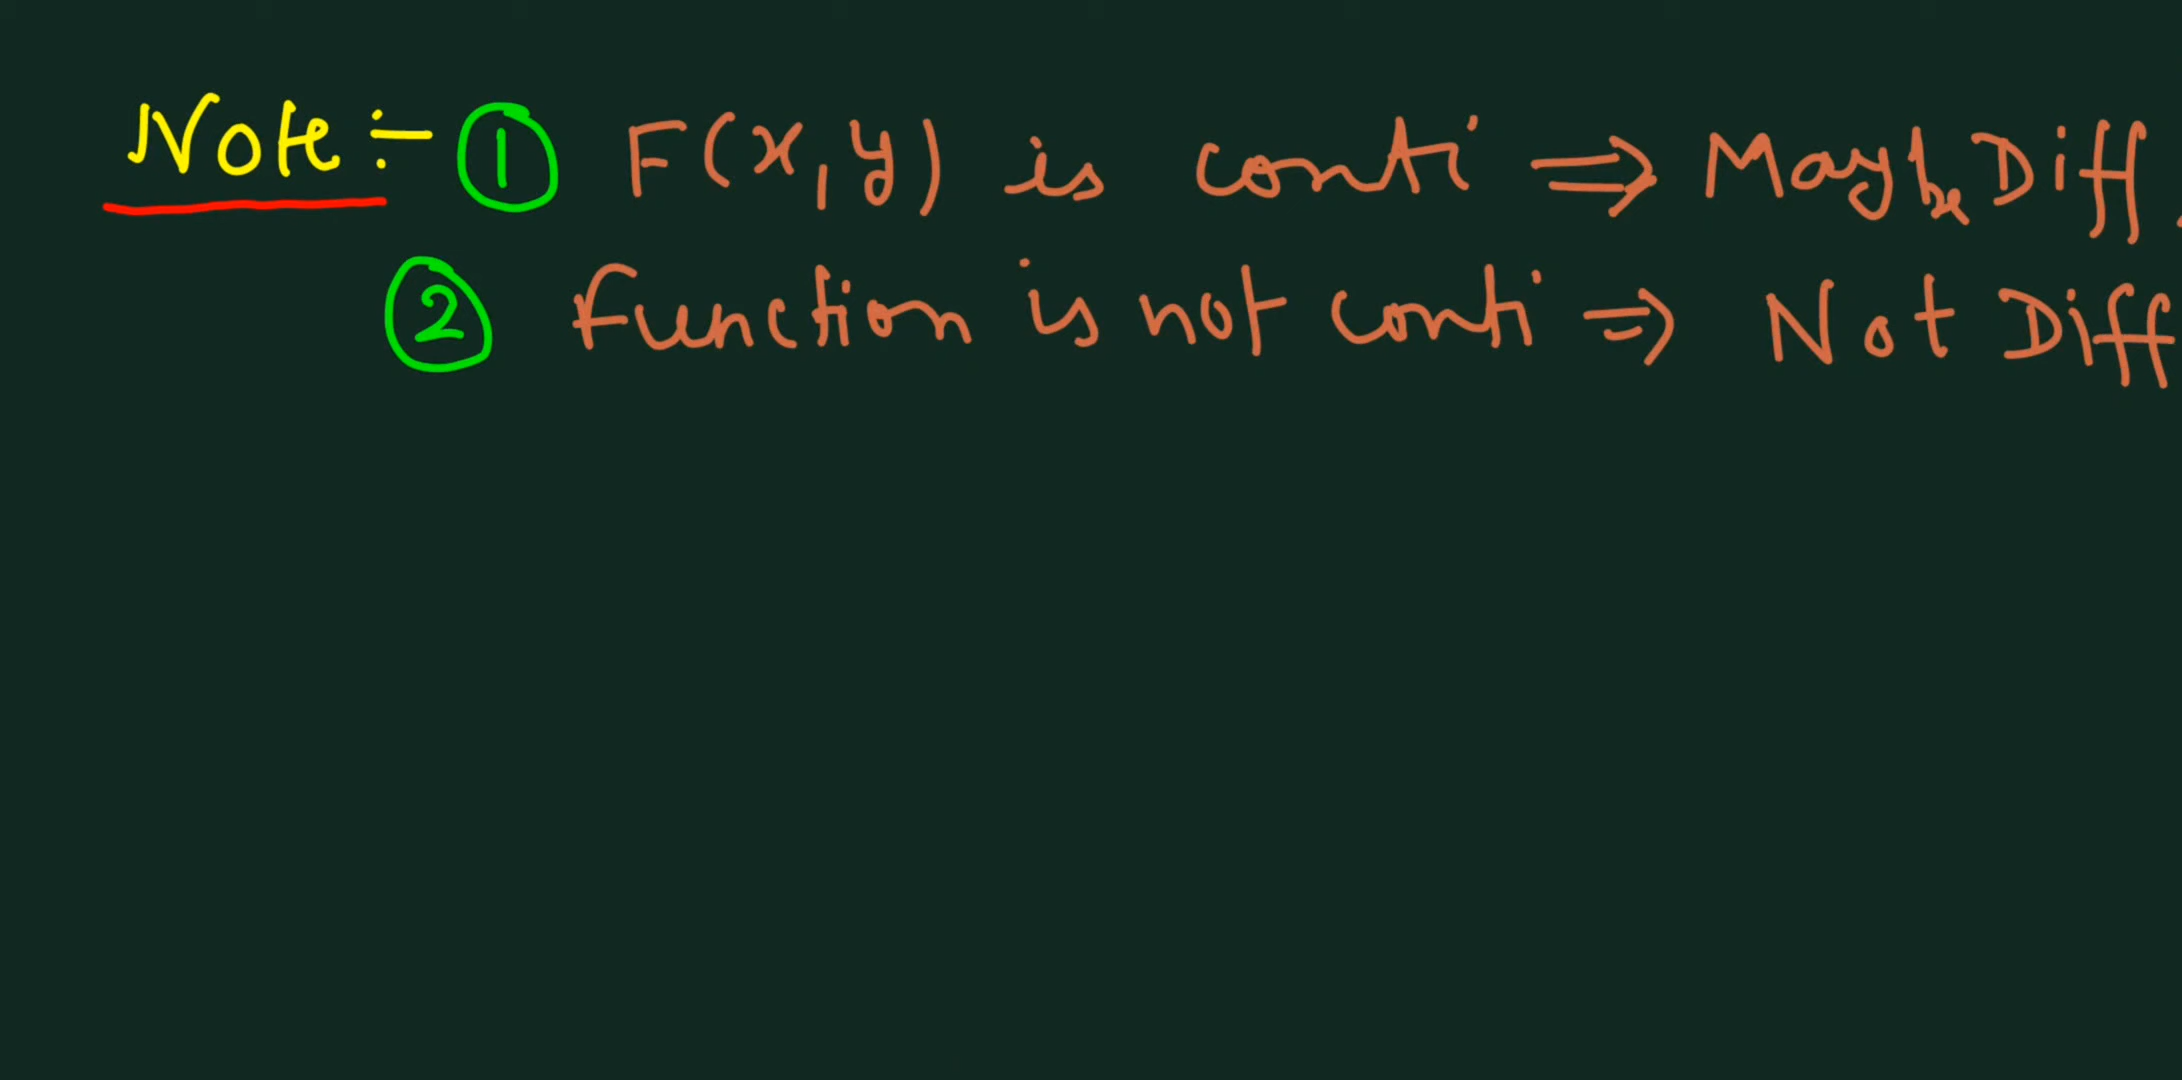 Note :- ① F(x,y) is conti ⇒ May be Diff.
② function is not conti ⇒ Not Diff